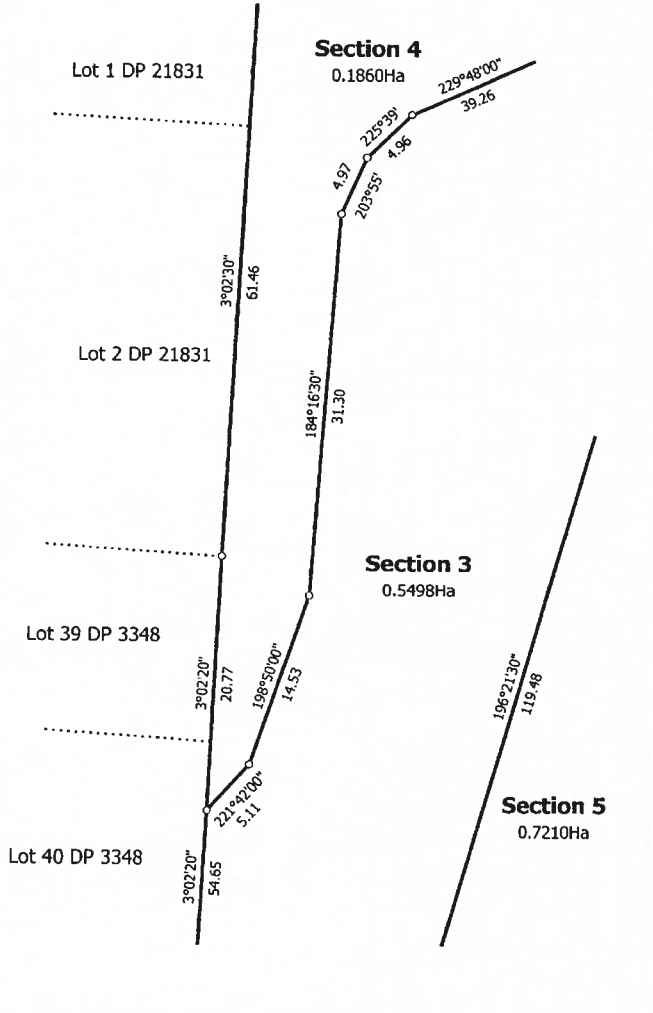 Section 4
0.1860Ha
Lot 1 DP 21831
229°48'00"
39.26
225°39'
4.96
4.97
203°55'
3°02'30"
61.46
Lot 2 DP 21831
184°16'30"
31.30
Section 3
0.5498Ha
Lot 39 DP 3348
3°02'20"
20.77
198°50'00"
14.53
196°21'30"
119.48
221°42'00"
5.11
Section 5
0.7210Ha
Lot 40 DP 3348
3°02'20"
54.65